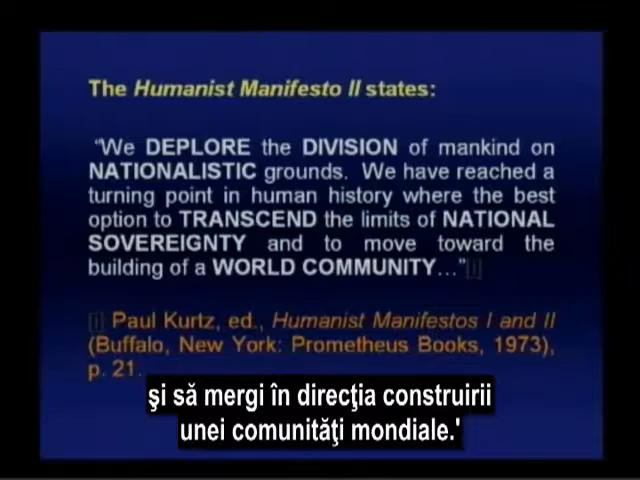 The Humanist Manifesto II states:
“We DEPLORE the DIVISION of mankind on
NATIONALISTIC grounds. We have reached a
turning point in human history where the best
option to TRANSCEND the limits of NATIONAL
SOVEREIGNTY and to move toward the
building of a WORLD COMMUNITY…”[i]
[i] Paul Kurtz, ed., Humanist Manifestos I and II
(Buffalo, New York: Prometheus Books, 1973),
p. 21.
şi să mergi în direcţia construirii
unei comunităţi mondiale.'